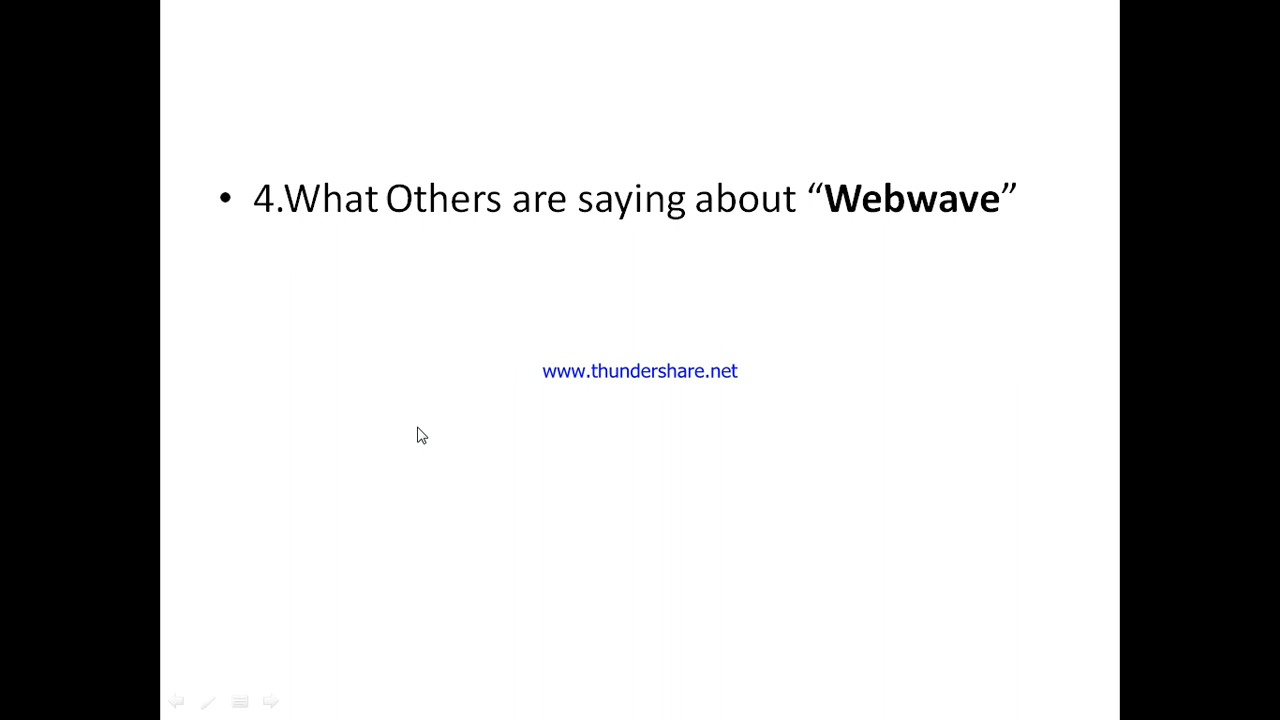 • 4.What Others are saying about “Webwave”
www.thundershare.net